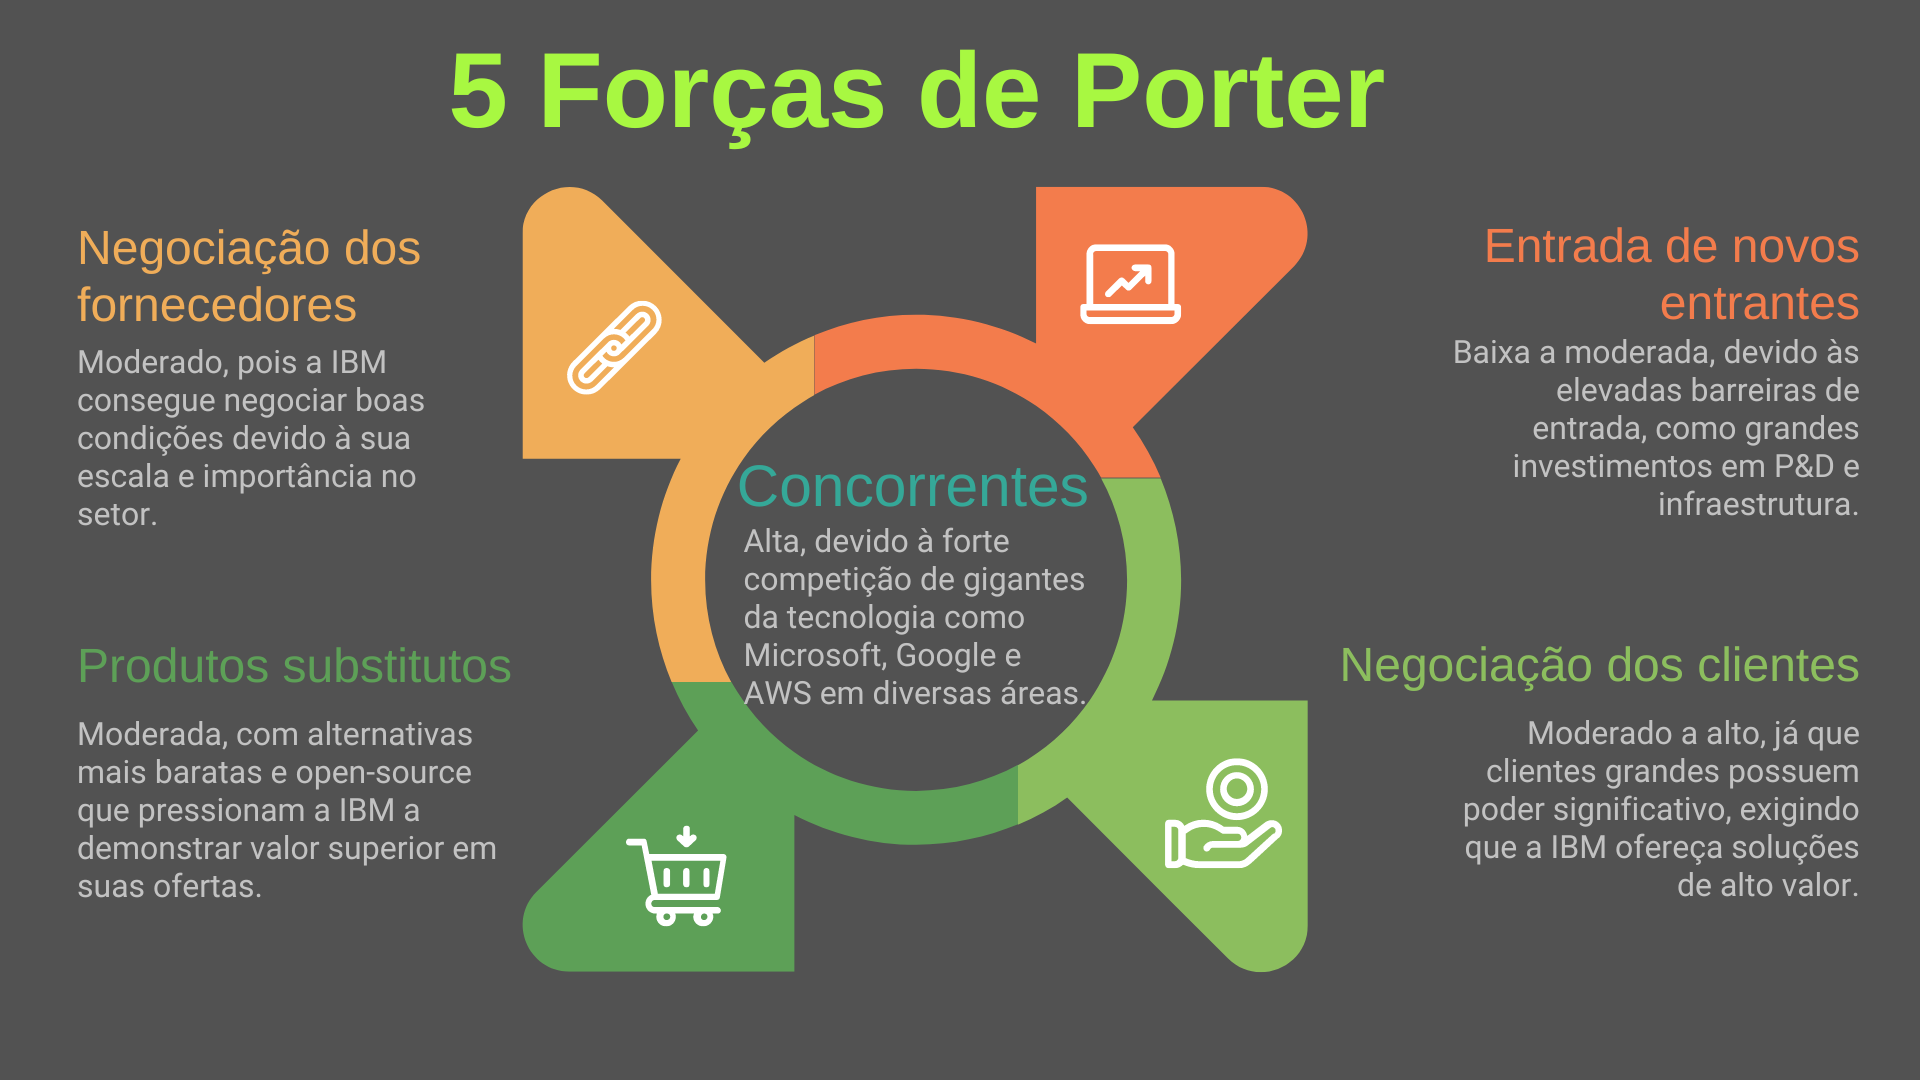 5 Forças de Porter
Negociação dos
fornecedores
Moderado, pois a IBM
consegue negociar boas
condições devido à sua
escala e importância no
setor.
Entrada de novos
entrantes
Baixa a moderada, devido às
elevadas barreiras de
entrada, como grandes
investimentos em P&D e
infraestrutura.
Concorrentes
Alta, devido à forte
competição de gigantes
da tecnologia como
Microsoft, Google e
AWS em diversas áreas.
Produtos substitutos
Moderada, com alternativas
mais baratas e open-source
que pressionam a IBM a
demonstrar valor superior em
suas ofertas.
Negociação dos clientes
Moderado a alto, já que
clientes grandes possuem
poder significativo, exigindo
que a IBM ofereça soluções
de alto valor.